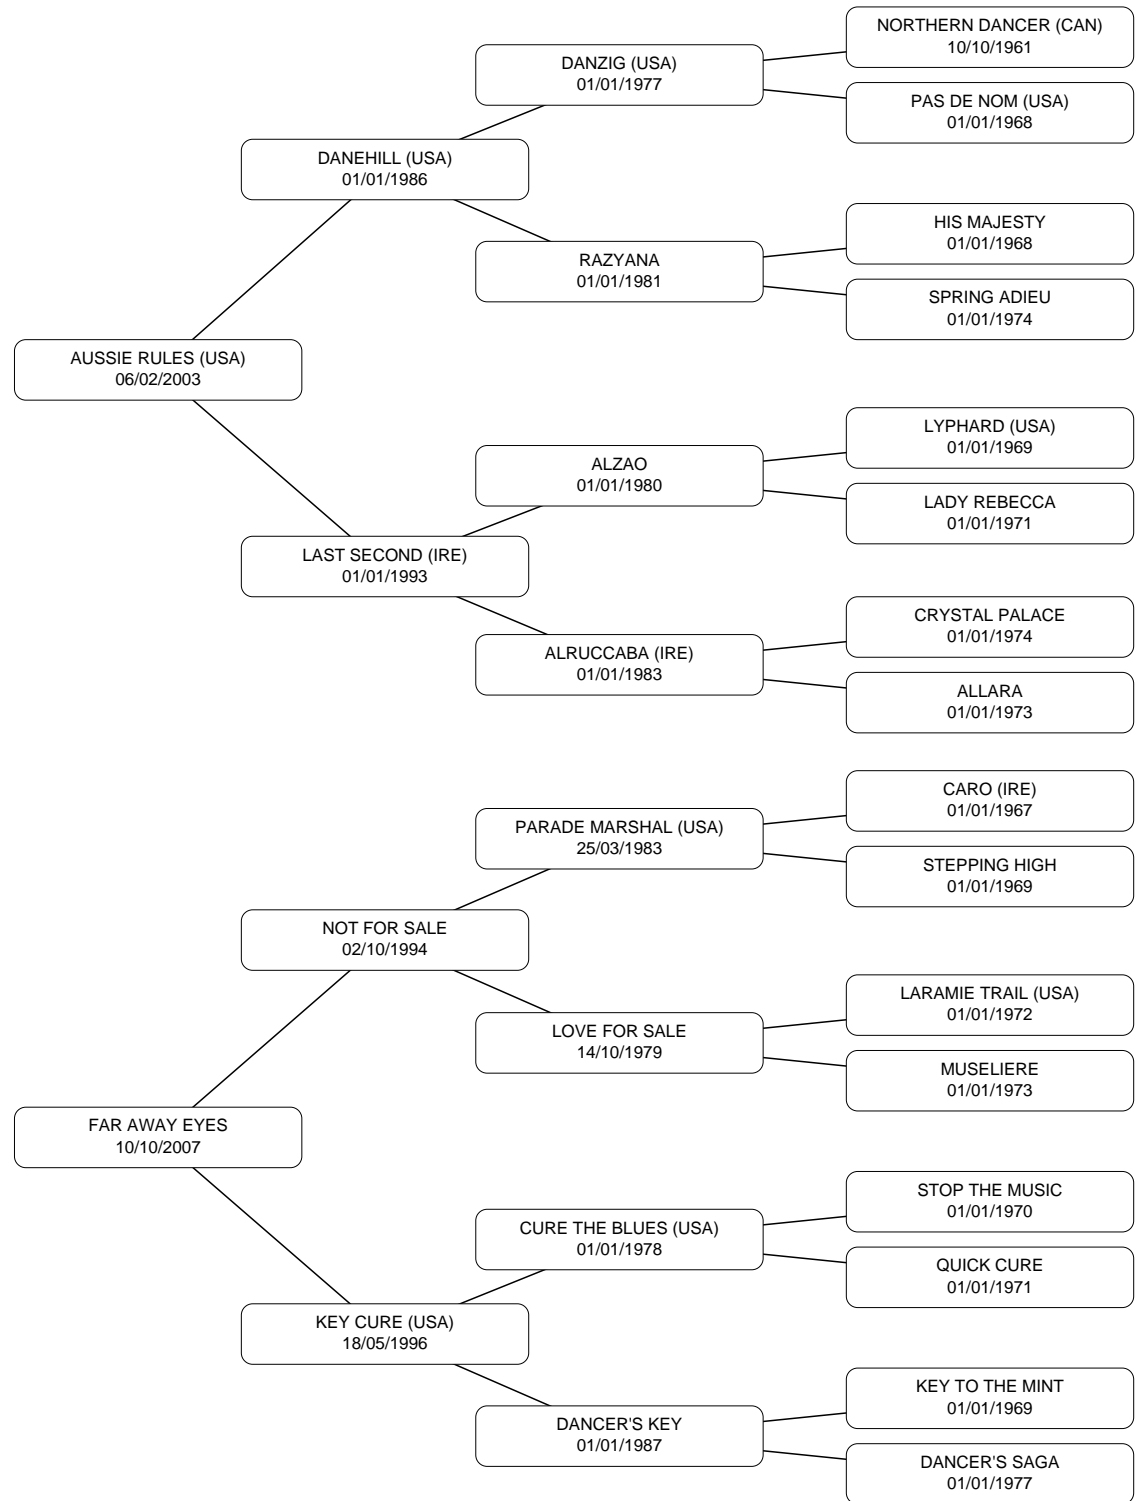 NORTHERN DANCER (CAN)
10/10/1961
DANZIG (USA)
01/01/1977
PAS DE NOM (USA)
01/01/1968
DANEHILL (USA)
01/01/1986
HIS MAJESTY
01/01/1968
RAZYANA
01/01/1981
SPRING ADIEU
01/01/1974
AUSSIE RULES (USA)
06/02/2003
LYPHARD (USA)
01/01/1969
ALZAO
01/01/1980
LADY REBECCA
01/01/1971
LAST SECOND (IRE)
01/01/1993
CRYSTAL PALACE
01/01/1974
ALRUCCABA (IRE)
01/01/1983
ALLARA
01/01/1973
CARO (IRE)
01/01/1967
PARADE MARSHAL (USA)
25/03/1983
STEPPING HIGH
01/01/1969
NOT FOR SALE
02/10/1994
LARAMIE TRAIL (USA)
01/01/1972
LOVE FOR SALE
14/10/1979
MUSELIERE
01/01/1973
FAR AWAY EYES
10/10/2007
STOP THE MUSIC
01/01/1970
CURE THE BLUES (USA)
01/01/1978
QUICK CURE
01/01/1971
KEY CURE (USA)
18/05/1996
KEY TO THE MINT
01/01/1969
DANCER'S KEY
01/01/1987
DANCER'S SAGA
01/01/1977